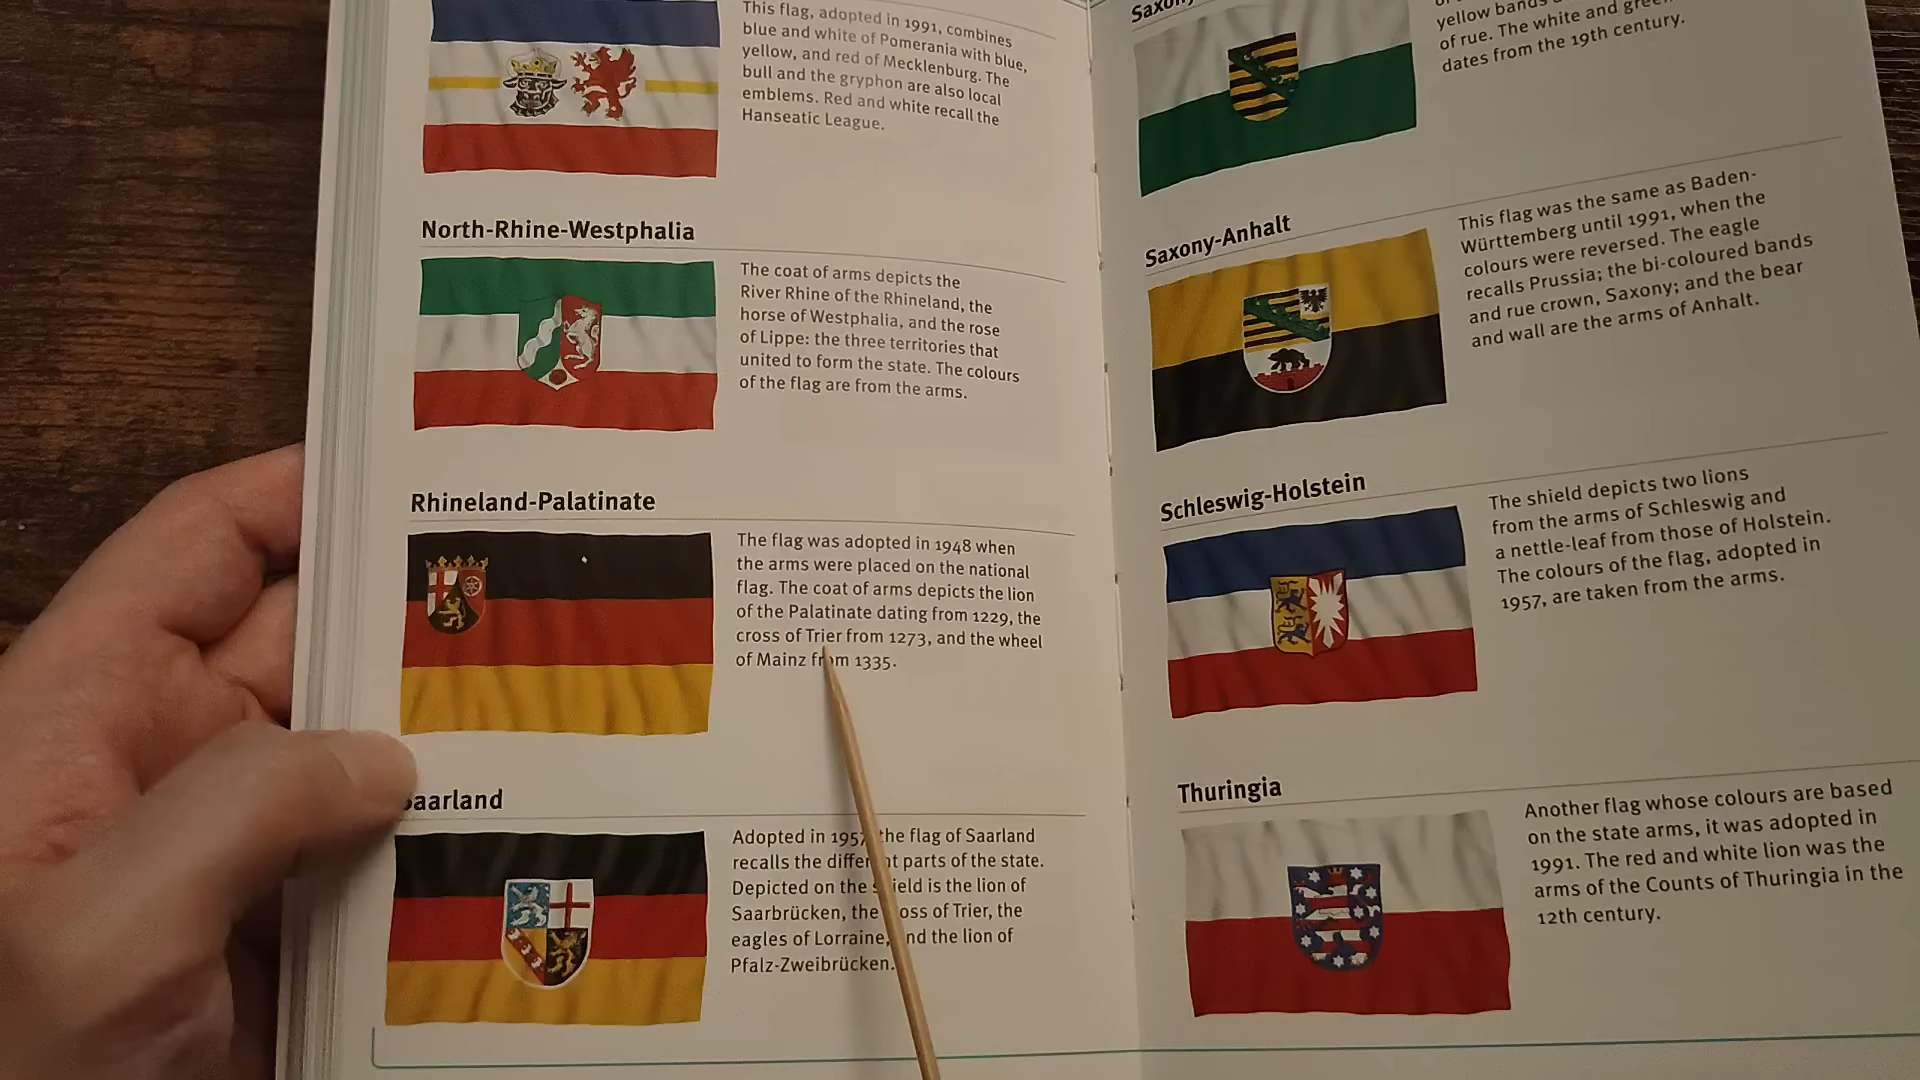 This flag, adopted in 1991, combines
blue and white of Pomerania with blue,
yellow, and red of Mecklenburg. The
bull and the gryphon are also local
emblems. Red and white recall the
Hanseatic League.
North-Rhine-Westphalia
The coat of arms depicts the
River Rhine of the Rhineland, the
horse of Westphalia, and the rose
of Lippe: the three territories that
united to form the state. The colours
of the flag are from the arms.
Rhineland-Palatinate
The flag was adopted in 1948 when
the arms were placed on the national
flag. The coat of arms depicts the lion
of the Palatinate dating from 1229, the
cross of Trier from 1273, and the wheel
of Mainz from 1335.
Saarland
Adopted in 1957, the flag of Saarland
recalls the different parts of the state.
Depicted on the shield is the lion of
Saarbrücken, the cross of Trier, the
eagles of Lorraine, and the lion of
Pfalz-Zweibrücken.
Saxony
yellow bands
of rue. The white and green
dates from the 19th century.
Saxony-Anhalt
This flag was the same as Baden-
Württemberg until 1991, when the
colours were reversed. The eagle
recalls Prussia; the bi-coloured bands
and rue crown, Saxony; and the bear
and wall are the arms of Anhalt.
Schleswig-Holstein
The shield depicts two lions
from the arms of Schleswig and
a nettle-leaf from those of Holstein.
The colours of the flag, adopted in
1957, are taken from the arms.
Thuringia
Another flag whose colours are based
on the state arms, it was adopted in
1991. The red and white lion was the
arms of the Counts of Thuringia in the
12th century.